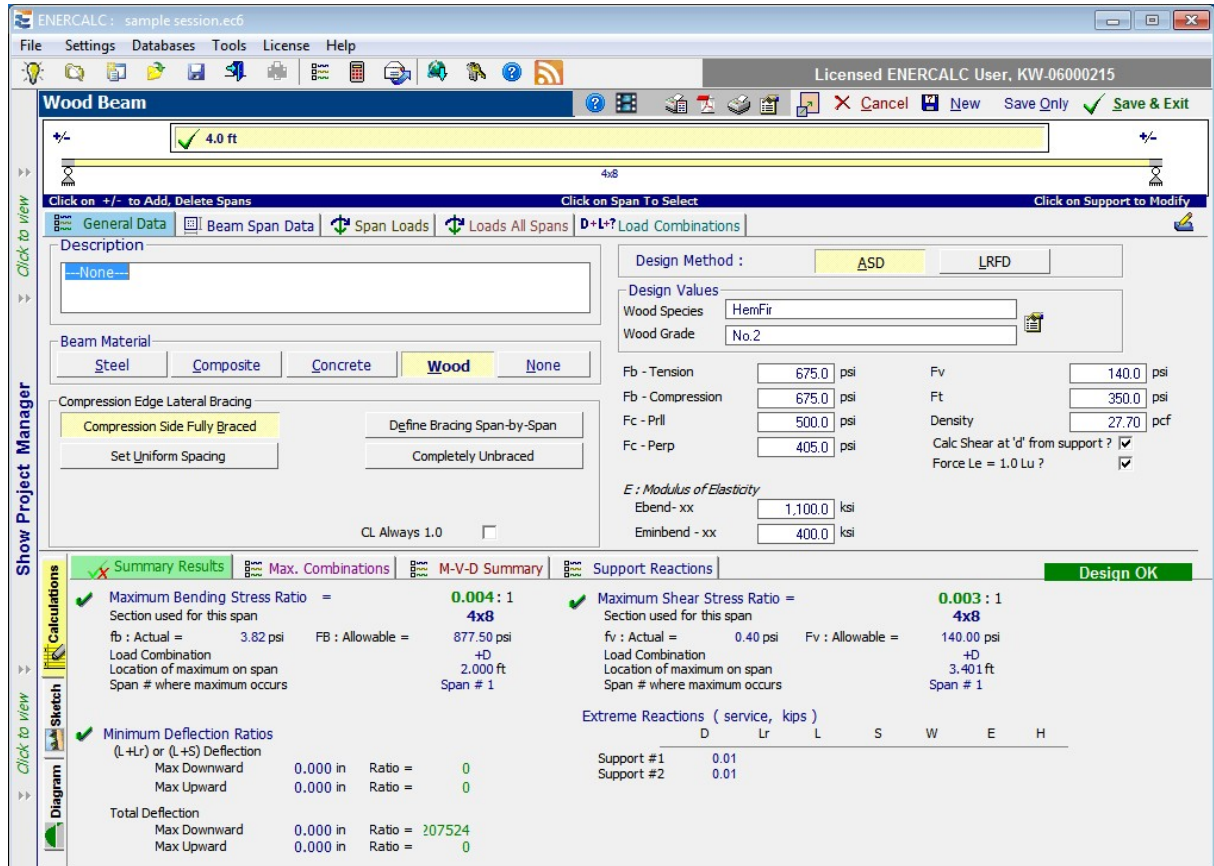 ENERCALC : sample session.ec6
File Settings Databases Tools License Help
Licensed ENERCALC User, KW-06000215
Wood Beam
Cancel New Save Only Save & Exit
+/- 4.0 ft +/-
4x8
Click on +/- to Add, Delete Spans Click on Span To Select Click on Support to Modify
General Data Beam Span Data Span Loads Loads All Spans D+L+? Load Combinations
Description
---None---
Beam Material
Steel Composite Concrete Wood None
Compression Edge Lateral Bracing
Compression Side Fully Braced Define Bracing Span-by-Span
Set Uniform Spacing Completely Unbraced
CL Always 1.0
Design Method : ASD LRFD
Design Values
Wood Species HemFir
Wood Grade No.2
Fb - Tension 675.0 psi Fv 140.0 psi
Fb - Compression 675.0 psi Ft 350.0 psi
Fc - Prll 500.0 psi Density 27.70 pcf
Fc - Perp 405.0 psi Calc Shear at 'd' from support ?
Force Le = 1.0 Lu ?
E : Modulus of Elasticity
Ebend- xx 1,100.0 ksi
Eminbend - xx 400.0 ksi
Click to view
Show Project Manager
Click to view
Calculations
Sketch
Diagram
Summary Results Max. Combinations M-V-D Summary Support Reactions
Design OK
Maximum Bending Stress Ratio = 0.004 : 1
Section used for this span 4x8
fb : Actual = 3.82 psi FB : Allowable = 877.50 psi
Load Combination +D
Location of maximum on span 2.000 ft
Span # where maximum occurs Span # 1
Maximum Shear Stress Ratio = 0.003 : 1
Section used for this span 4x8
fv : Actual = 0.40 psi Fv : Allowable = 140.00 psi
Load Combination +D
Location of maximum on span 3.401 ft
Span # where maximum occurs Span # 1
Minimum Deflection Ratios
(L+Lr) or (L+S) Deflection
Max Downward 0.000 in Ratio = 0
Max Upward 0.000 in Ratio = 0
Total Deflection
Max Downward 0.000 in Ratio = 207524
Max Upward 0.000 in Ratio = 0
Extreme Reactions ( service, kips )
D Lr L S W E H
Support #1 0.01
Support #2 0.01